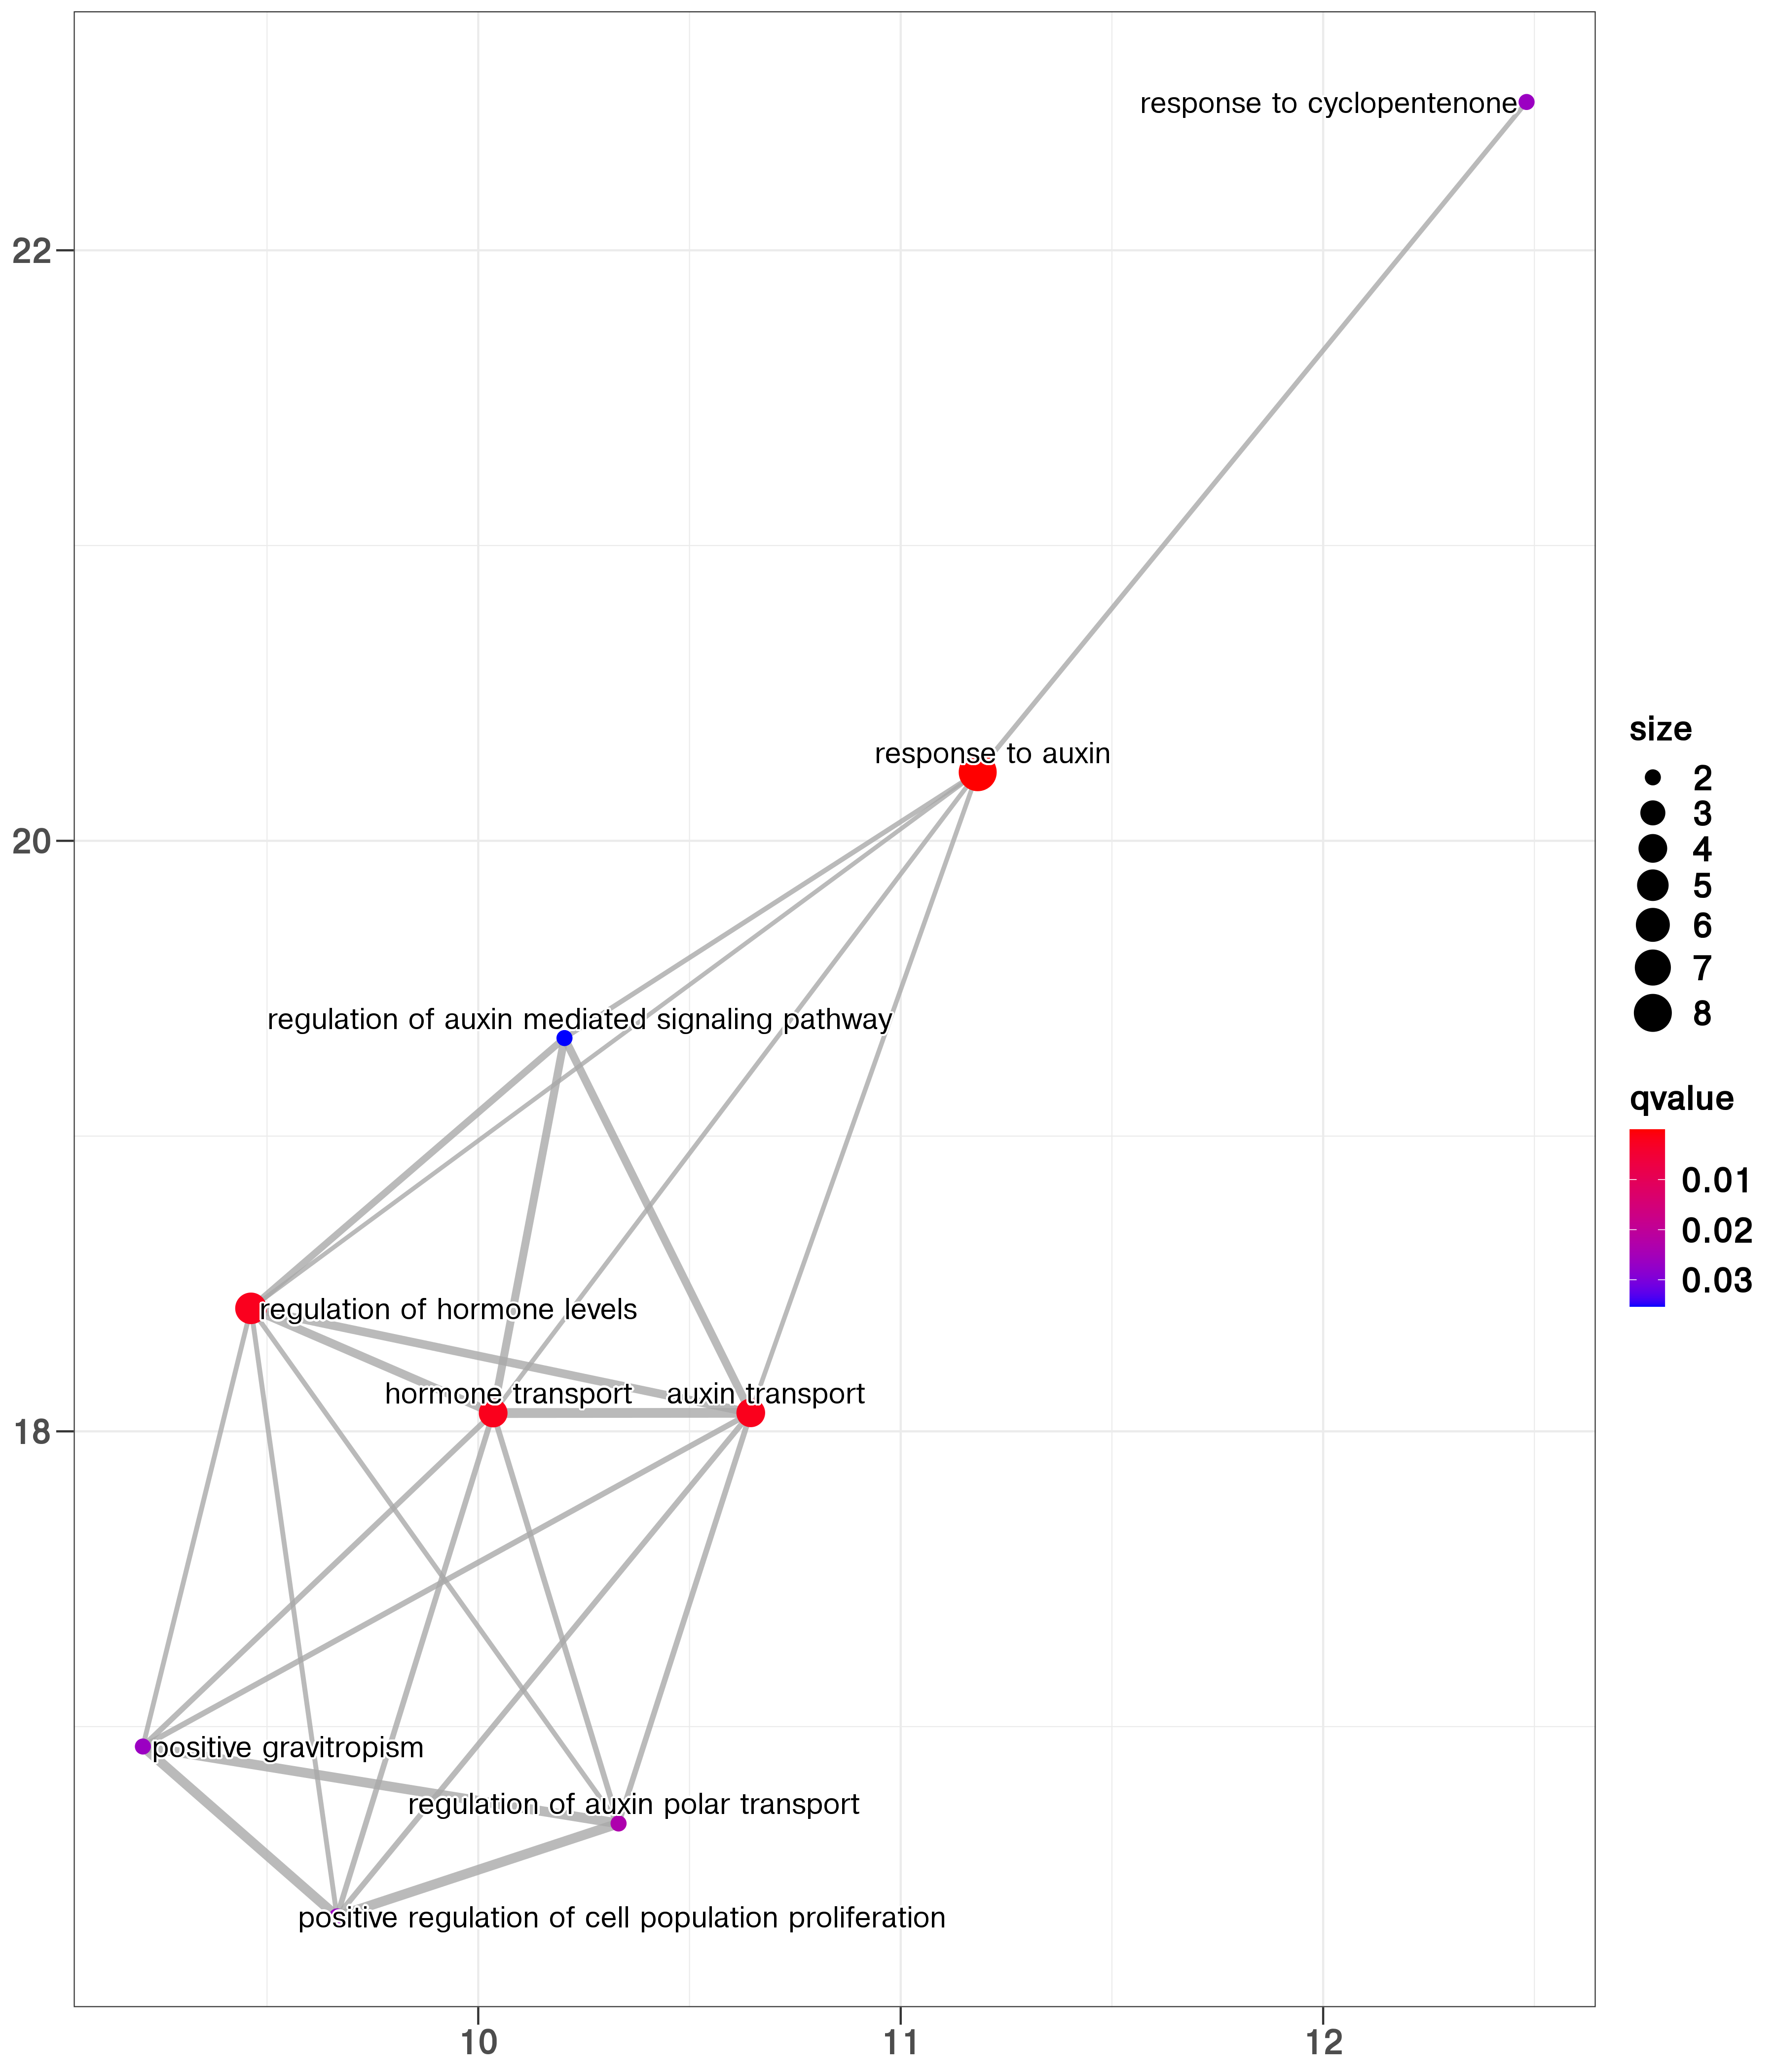 response to cyclopentenone
22
response to auxin
20
regulation of auxin mediated signaling pathway
regulation of hormone levels
hormone transport
auxin transport
18
positive gravitropism
regulation of auxin polar transport
positive regulation of cell population proliferation
10
11
12
size
2
3
4
5
6
7
8
qvalue
0.01
0.02
0.03